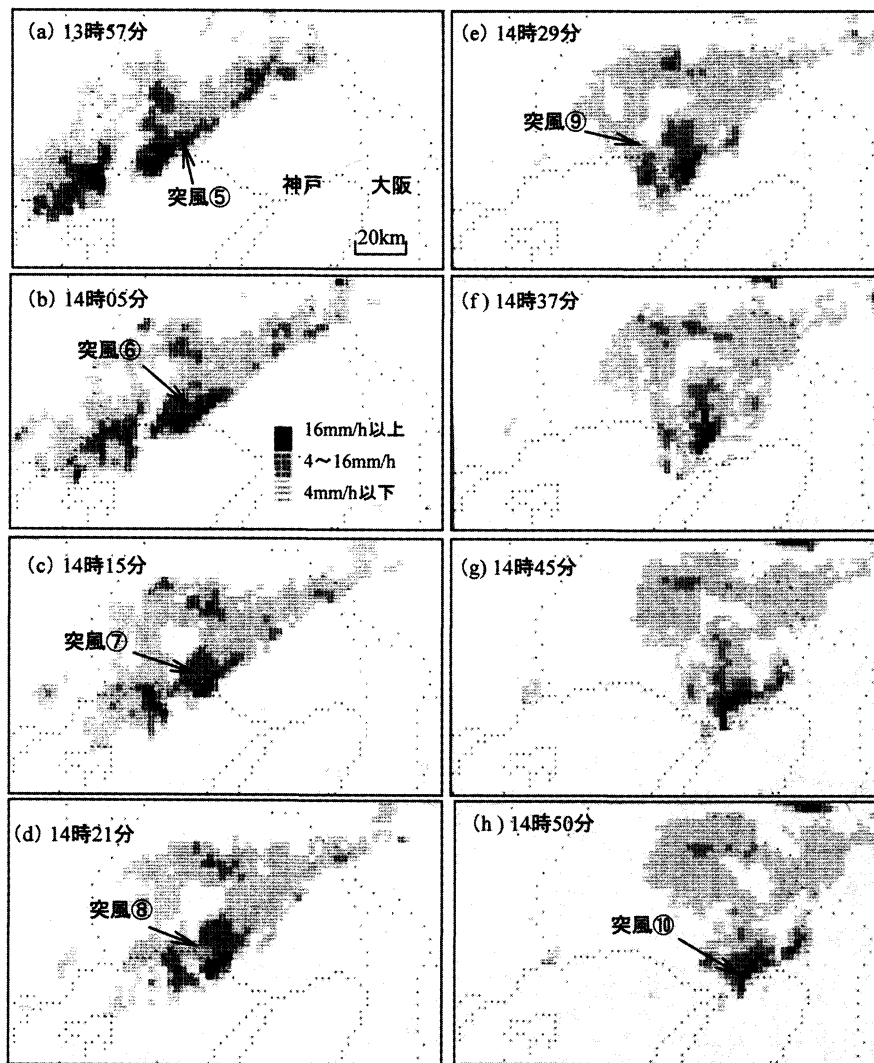 (a) 13時57分
突風⑤
神戸
大阪
20km
(b) 14時05分
突風⑥
16mm/h以上
4〜16mm/h
4mm/h以下
(c) 14時15分
突風⑦
(d) 14時21分
突風⑧
(e) 14時29分
突風⑨
(f) 14時37分
(g) 14時45分
(h) 14時50分
突風⑩